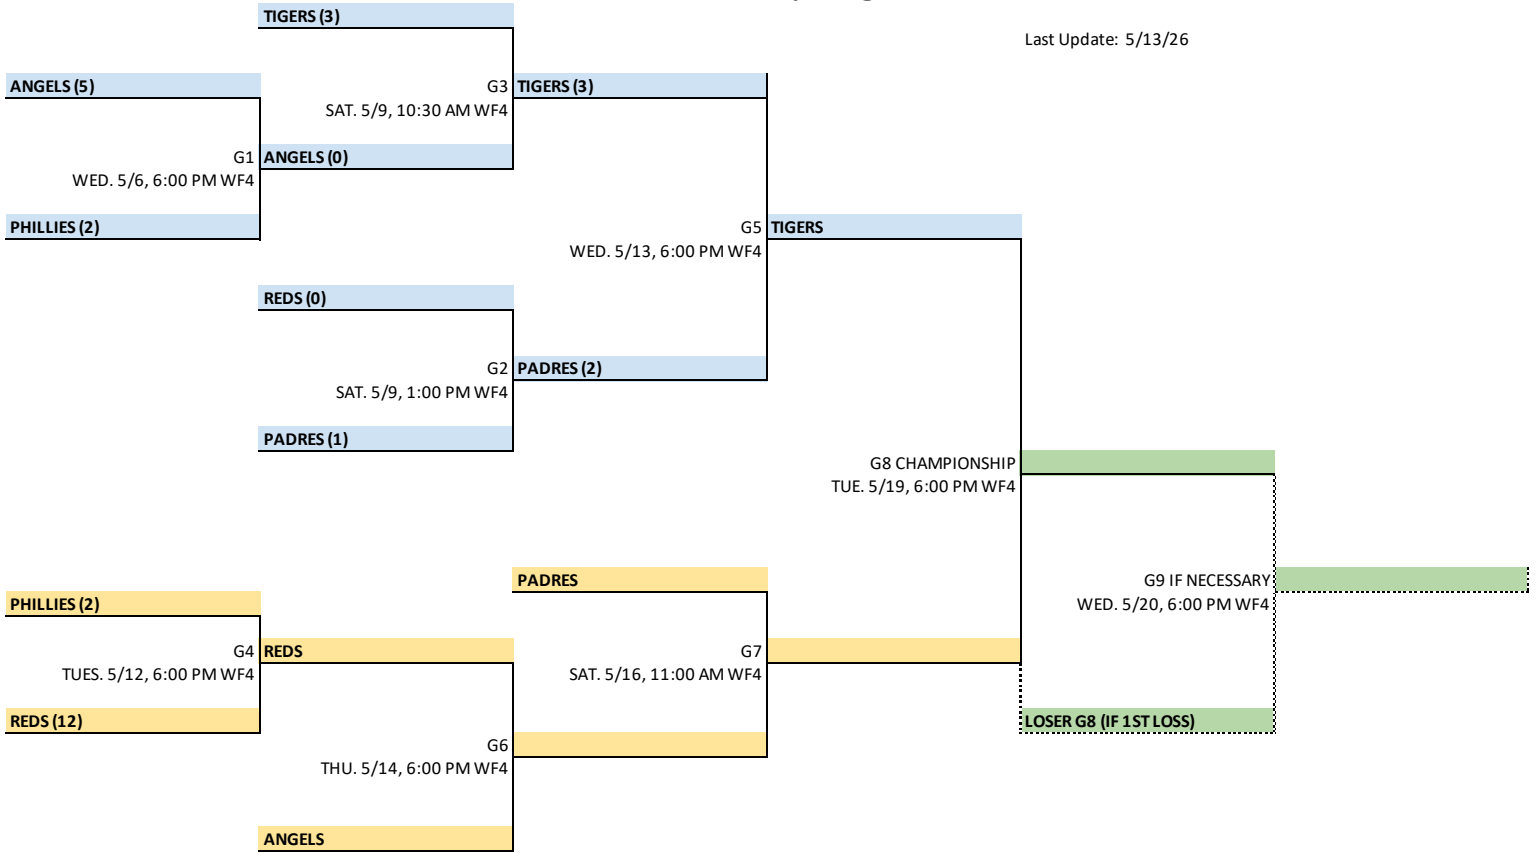 TIGERS (3)
Last Update: 5/13/26
ANGELS (5)
G3
TIGERS (3)
SAT. 5/9, 10:30 AM WF4
G1
ANGELS (0)
WED. 5/6, 6:00 PM WF4
PHILLIES (2)
G5
TIGERS
WED. 5/13, 6:00 PM WF4
REDS (0)
G2
PADRES (2)
SAT. 5/9, 1:00 PM WF4
PADRES (1)
G8 CHAMPIONSHIP
TUE. 5/19, 6:00 PM WF4
PADRES
G9 IF NECESSARY
WED. 5/20, 6:00 PM WF4
PHILLIES (2)
G4
REDS
TUES. 5/12, 6:00 PM WF4
G7
SAT. 5/16, 11:00 AM WF4
REDS (12)
LOSER G8 (IF 1ST LOSS)
G6
THU. 5/14, 6:00 PM WF4
ANGELS